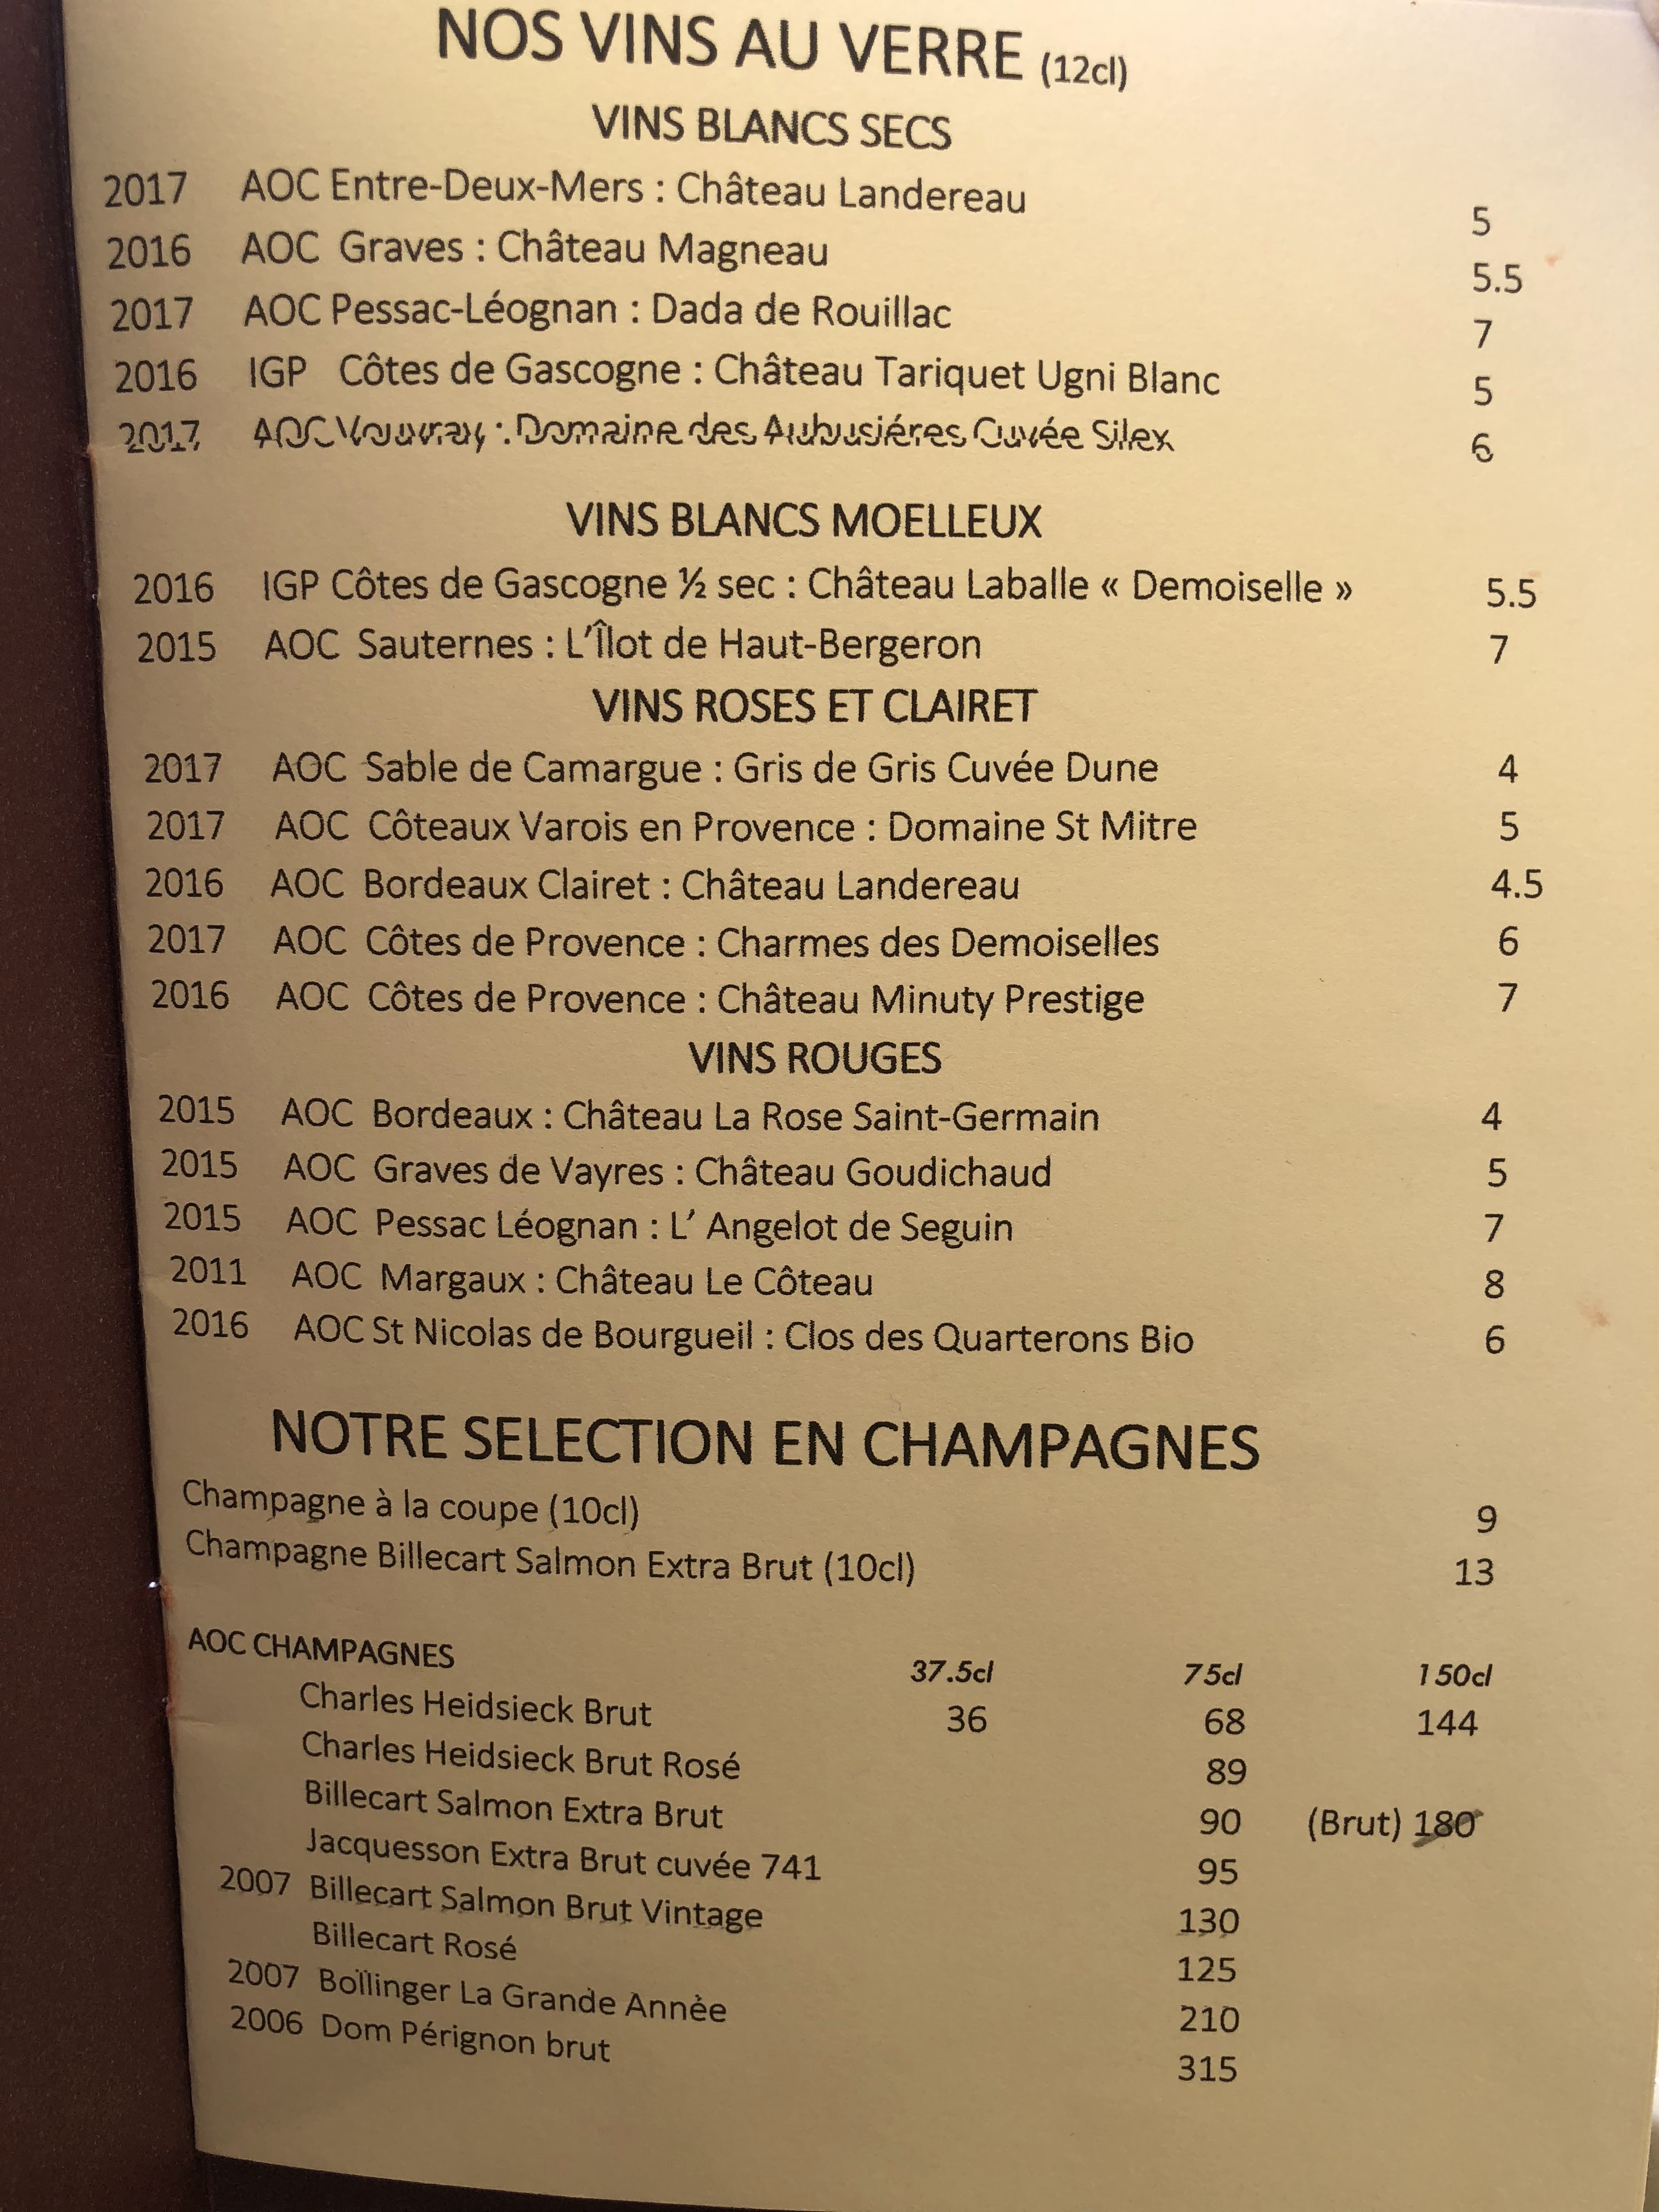 NOS VINS AU VERRE (12cl)
VINS BLANCS SECS
2017 AOC Entre-Deux-Mers : Château Landereau 5
2016 AOC Graves : Château Magneau 5.5
2017 AOC Pessac-Léognan : Dada de Rouillac 7
2016 IGP Côtes de Gascogne : Château Tariquet Ugni Blanc 5
2017 AOC Vouvray : Domaine des Aubusiéres Cuvée Silex 6
VINS BLANCS MOELLEUX
2016 IGP Côtes de Gascogne ½ sec : Château Laballe « Demoiselle » 5.5
2015 AOC Sauternes : L'Îlot de Haut-Bergeron 7
VINS ROSES ET CLAIRET
2017 AOC Sable de Camargue : Gris de Gris Cuvée Dune 4
2017 AOC Côteaux Varois en Provence : Domaine St Mitre 5
2016 AOC Bordeaux Clairet : Château Landereau 4.5
2017 AOC Côtes de Provence : Charmes des Demoiselles 6
2016 AOC Côtes de Provence : Château Minuty Prestige 7
VINS ROUGES
2015 AOC Bordeaux : Château La Rose Saint-Germain 4
2015 AOC Graves de Vayres : Château Goudichaud 5
2015 AOC Pessac Léognan : L' Angelot de Seguin 7
2011 AOC Margaux : Château Le Côteau 8
2016 AOC St Nicolas de Bourgueil : Clos des Quarterons Bio 6
NOTRE SELECTION EN CHAMPAGNES
Champagne à la coupe (10cl) 9
Champagne Billecart Salmon Extra Brut (10cl) 13
AOC CHAMPAGNES 37.5cl 75cl 150cl
Charles Heidsieck Brut 36 68 144
Charles Heidsieck Brut Rosé 89
Billecart Salmon Extra Brut 90 (Brut) 180
Jacquesson Extra Brut cuvée 741 95
2007 Billecart Salmon Brut Vintage 130
Billecart Rosé 125
2007 Bollinger La Grande Année 210
2006 Dom Pérignon brut 315